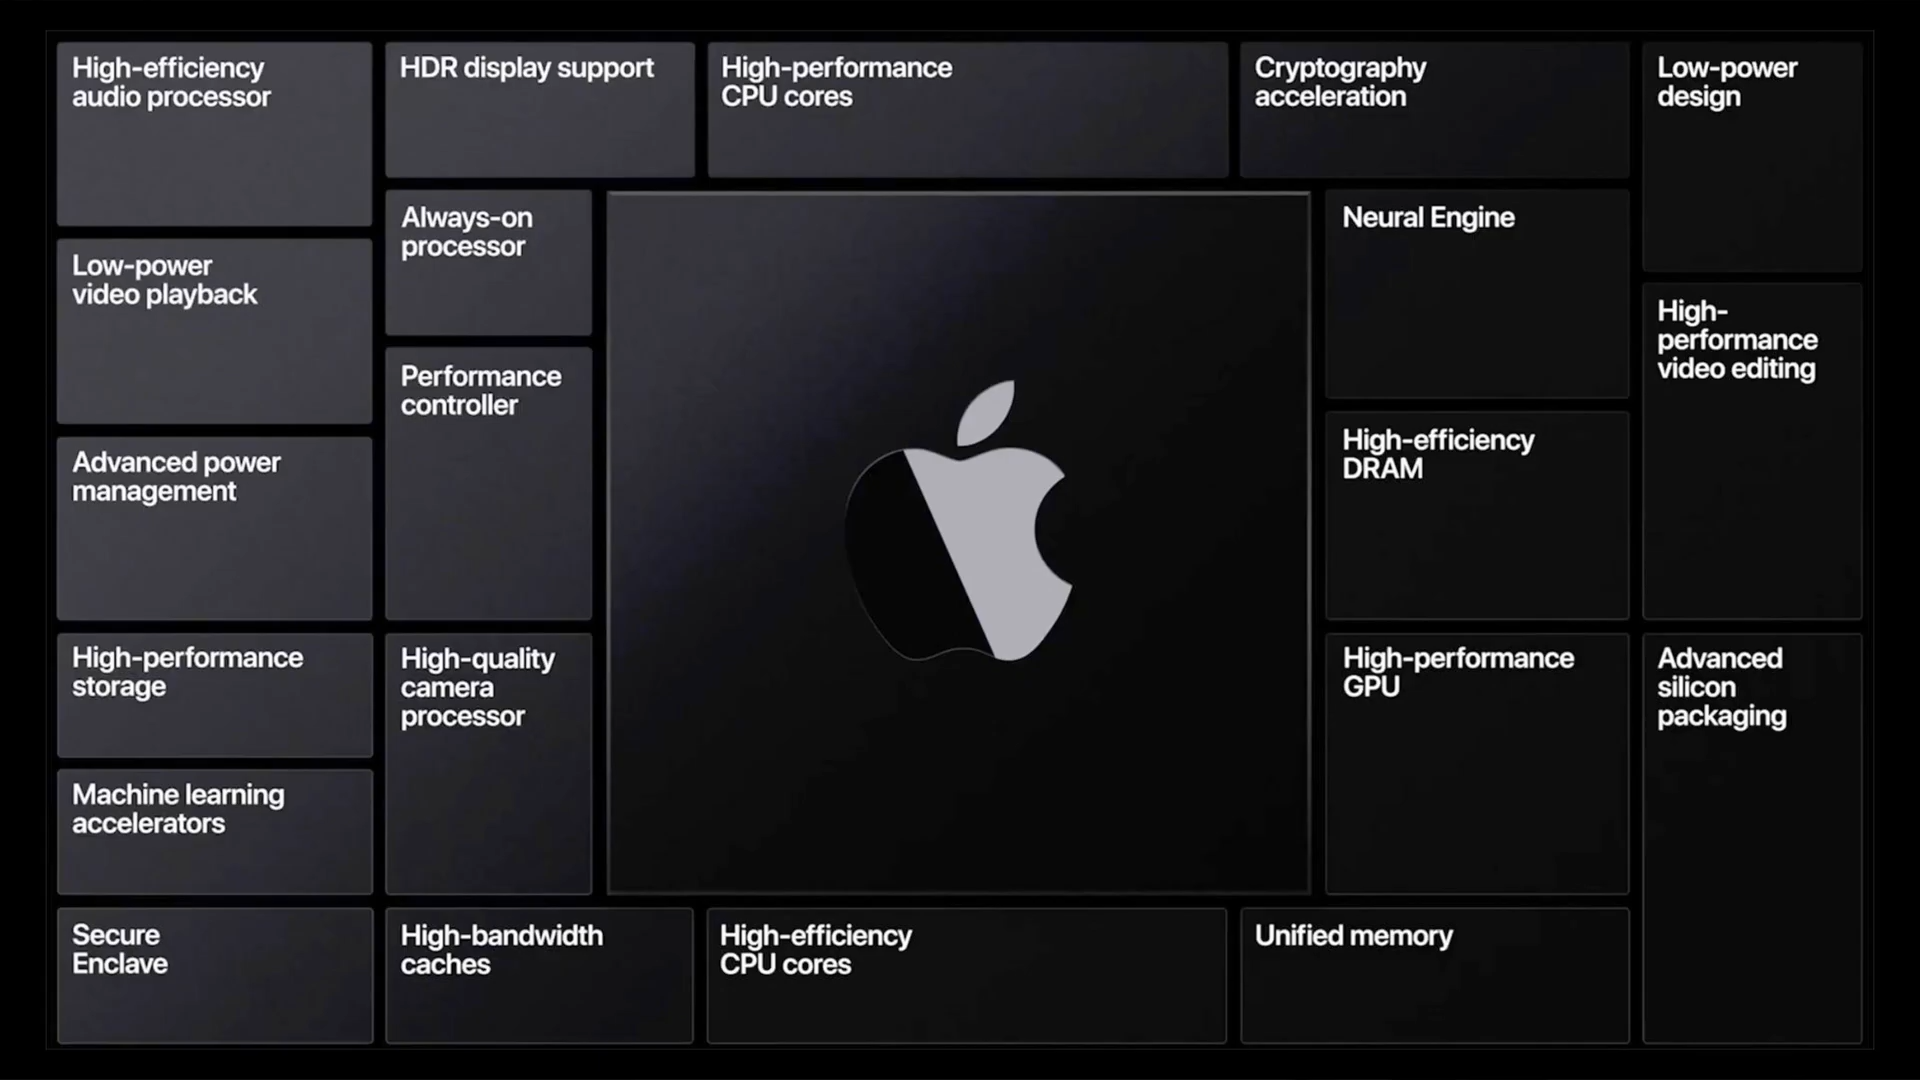 High-efficiency
audio processor
HDR display support
High-performance
CPU cores
Cryptography
acceleration
Low-power
design
Always-on
processor
Neural Engine
Low-power
video playback
High-
performance
video editing
Performance
controller
High-efficiency
DRAM
Advanced power
management
High-performance
storage
High-quality
camera
processor
High-performance
GPU
Advanced
silicon
packaging
Machine learning
accelerators
Secure
Enclave
High-bandwidth
caches
High-efficiency
CPU cores
Unified memory